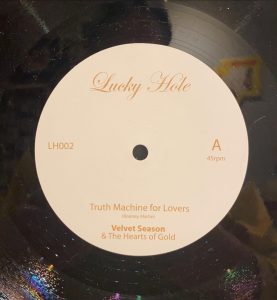 Lucky Hole
LH002
A
45rpm
Truth Machine for Lovers
Velvet Season
& The Hearts of Gold